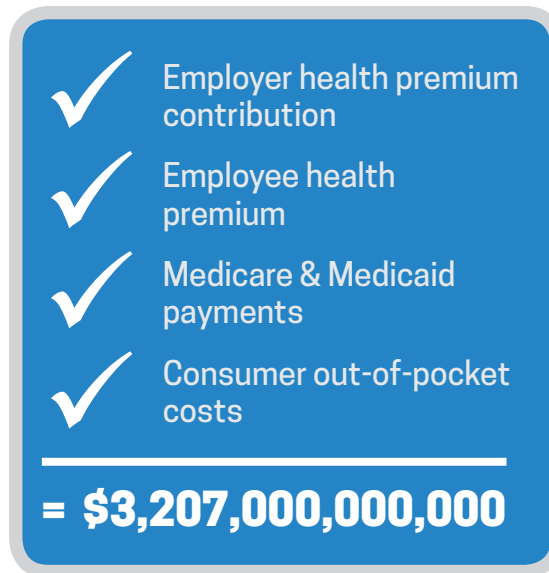 Employer health premium
contribution
Employee health
premium
Medicare & Medicaid
payments
Consumer out-of-pocket
costs
= $3,207,000,000,000